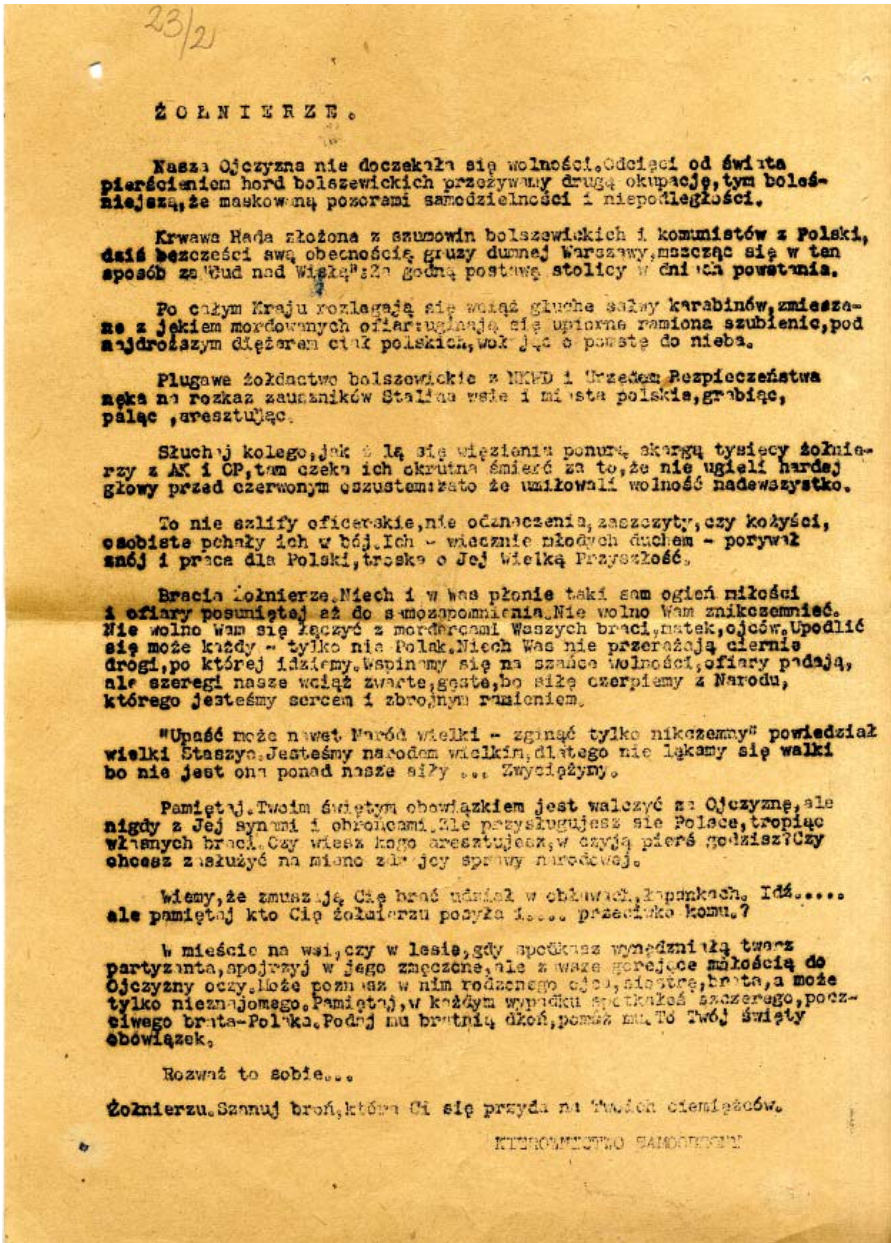 23/21
ŻOŁNIERZE.
Nasza Ojczyzna nie doczekała się wolności.Odcięci od świata
pierścieniem hord bolszewickich przeżywamy drugą okupację,tym boleś-
niejszą,że maskowaną pozorami samodzielności i niepodległości.
Krwawa Rada złożona z szumowin bolszewickich i komunistów z Polski,
dziś bezcześci swą obecnością gruzy dumnej Warszawy,mszcząc się w ten
sposób za"Cud nad Wisłą":za godną postawę stolicy w dniach powstania.
Po całym Kraju rozlegają się wciąż głuche salwy karabinów,zmiesza-
ne z jękiem mordowanych ofiar:uginają się upiorne ramiona szubienic,pod
najdroższym diężarem ciał polskich,wołając o pomstę do nieba.
Plugawe żołdactwo bolszewickie z NKWD i Urzędem Bezpieczeństwa
nęka na rozkaz zauszników Stalina wsie i miasta polskie,grabiąc,
paląc ,aresztując.
Słuchaj kolego,jak żalą się więzienia ponurą skargą tysięcy żołnie-
rzy z AK i OP,tam czeka ich okrutna śmierć za to,że nie ugieli hardej
głowy przed czerwonym oszustem:zato że umiłowali wolność nadewszystko.
To nie szlify oficerskie,nie odznaczenia,zaszczyty,czy kożyści,
osobiste pchały ich w bój.Ich - wiecznie młodych duchem - porywał
znój i praca dla Polski,troska o Jej Wielką Przyszłość.
Bracia Żołnierze.Niech i w Was płonie taki sam ogień miłości
i ofiary posuniętej aż do samozapomnienia.Nie wolno Wam znikczemnieć.
Nie wolno Wam się łączyć z mordercami Waszych braci,matek,ojców.Upodlić
się może każdy - tylko nie Polak.Niech Was nie przerażają ciernie
drogi,po której idziemy.Wspinamy się na szańce wolności,ofiary padają,
ale szeregi nasze wciąż zwarte,gęste,bo siłę czerpiemy z Narodu,
którego jesteśmy sercem i zbrojnym ramieniem.
"Upaść może nawet Naród wielki - zginąć tylko nikczemny" powiedział
wielki Staszyc.Jesteśmy narodem wielkim,dlatego nie lękamy się walki
bo nie jest ona ponad nasze siły ... Zwyciężymy.
Pamiętaj.Twoim świętym obowiązkiem jest walczyć za Ojczyznę,ale
nigdy z Jej synami i obrońcami.Źle przysługujesz sie Polsce,tropiąc
własnych braci.Czy wiesz kogo aresztujesz,w czyją pierś godzisz?Czy
chcesz zasłużyć na miano zdrajcy sprawy narodowej.
Wiemy,że zmuszają Cię brać udział w obławach,łapankach. Idź.....
ale pamiętaj kto Cię żołnierzu posyła i.... przeciwko komu.?
W mieście na wsi,czy w lesie,gdy spotkasz wynędzniałą twarz
partyzanta,spojrzyj w jego zmęczone,ale zawsze gorejące miłością do
Ojczyzny oczy.Może poznasz w nim rodzonego ojca,siostrę,brata,a może
tylko nieznajomego.Pamiętaj,w każdym wypadku spotkałeś szczerego,pocz-
ciwego brata-Polaka.Podaj mu bratnią dłoń,pomóż mu.To Twój święty
obowiązek.
Rozważ to sobie...
Żołnierzu.Szanuj broń,która Ci się przyda na Twoich ciemiężców.
KIEROWNICTWO SAMOOBRONY